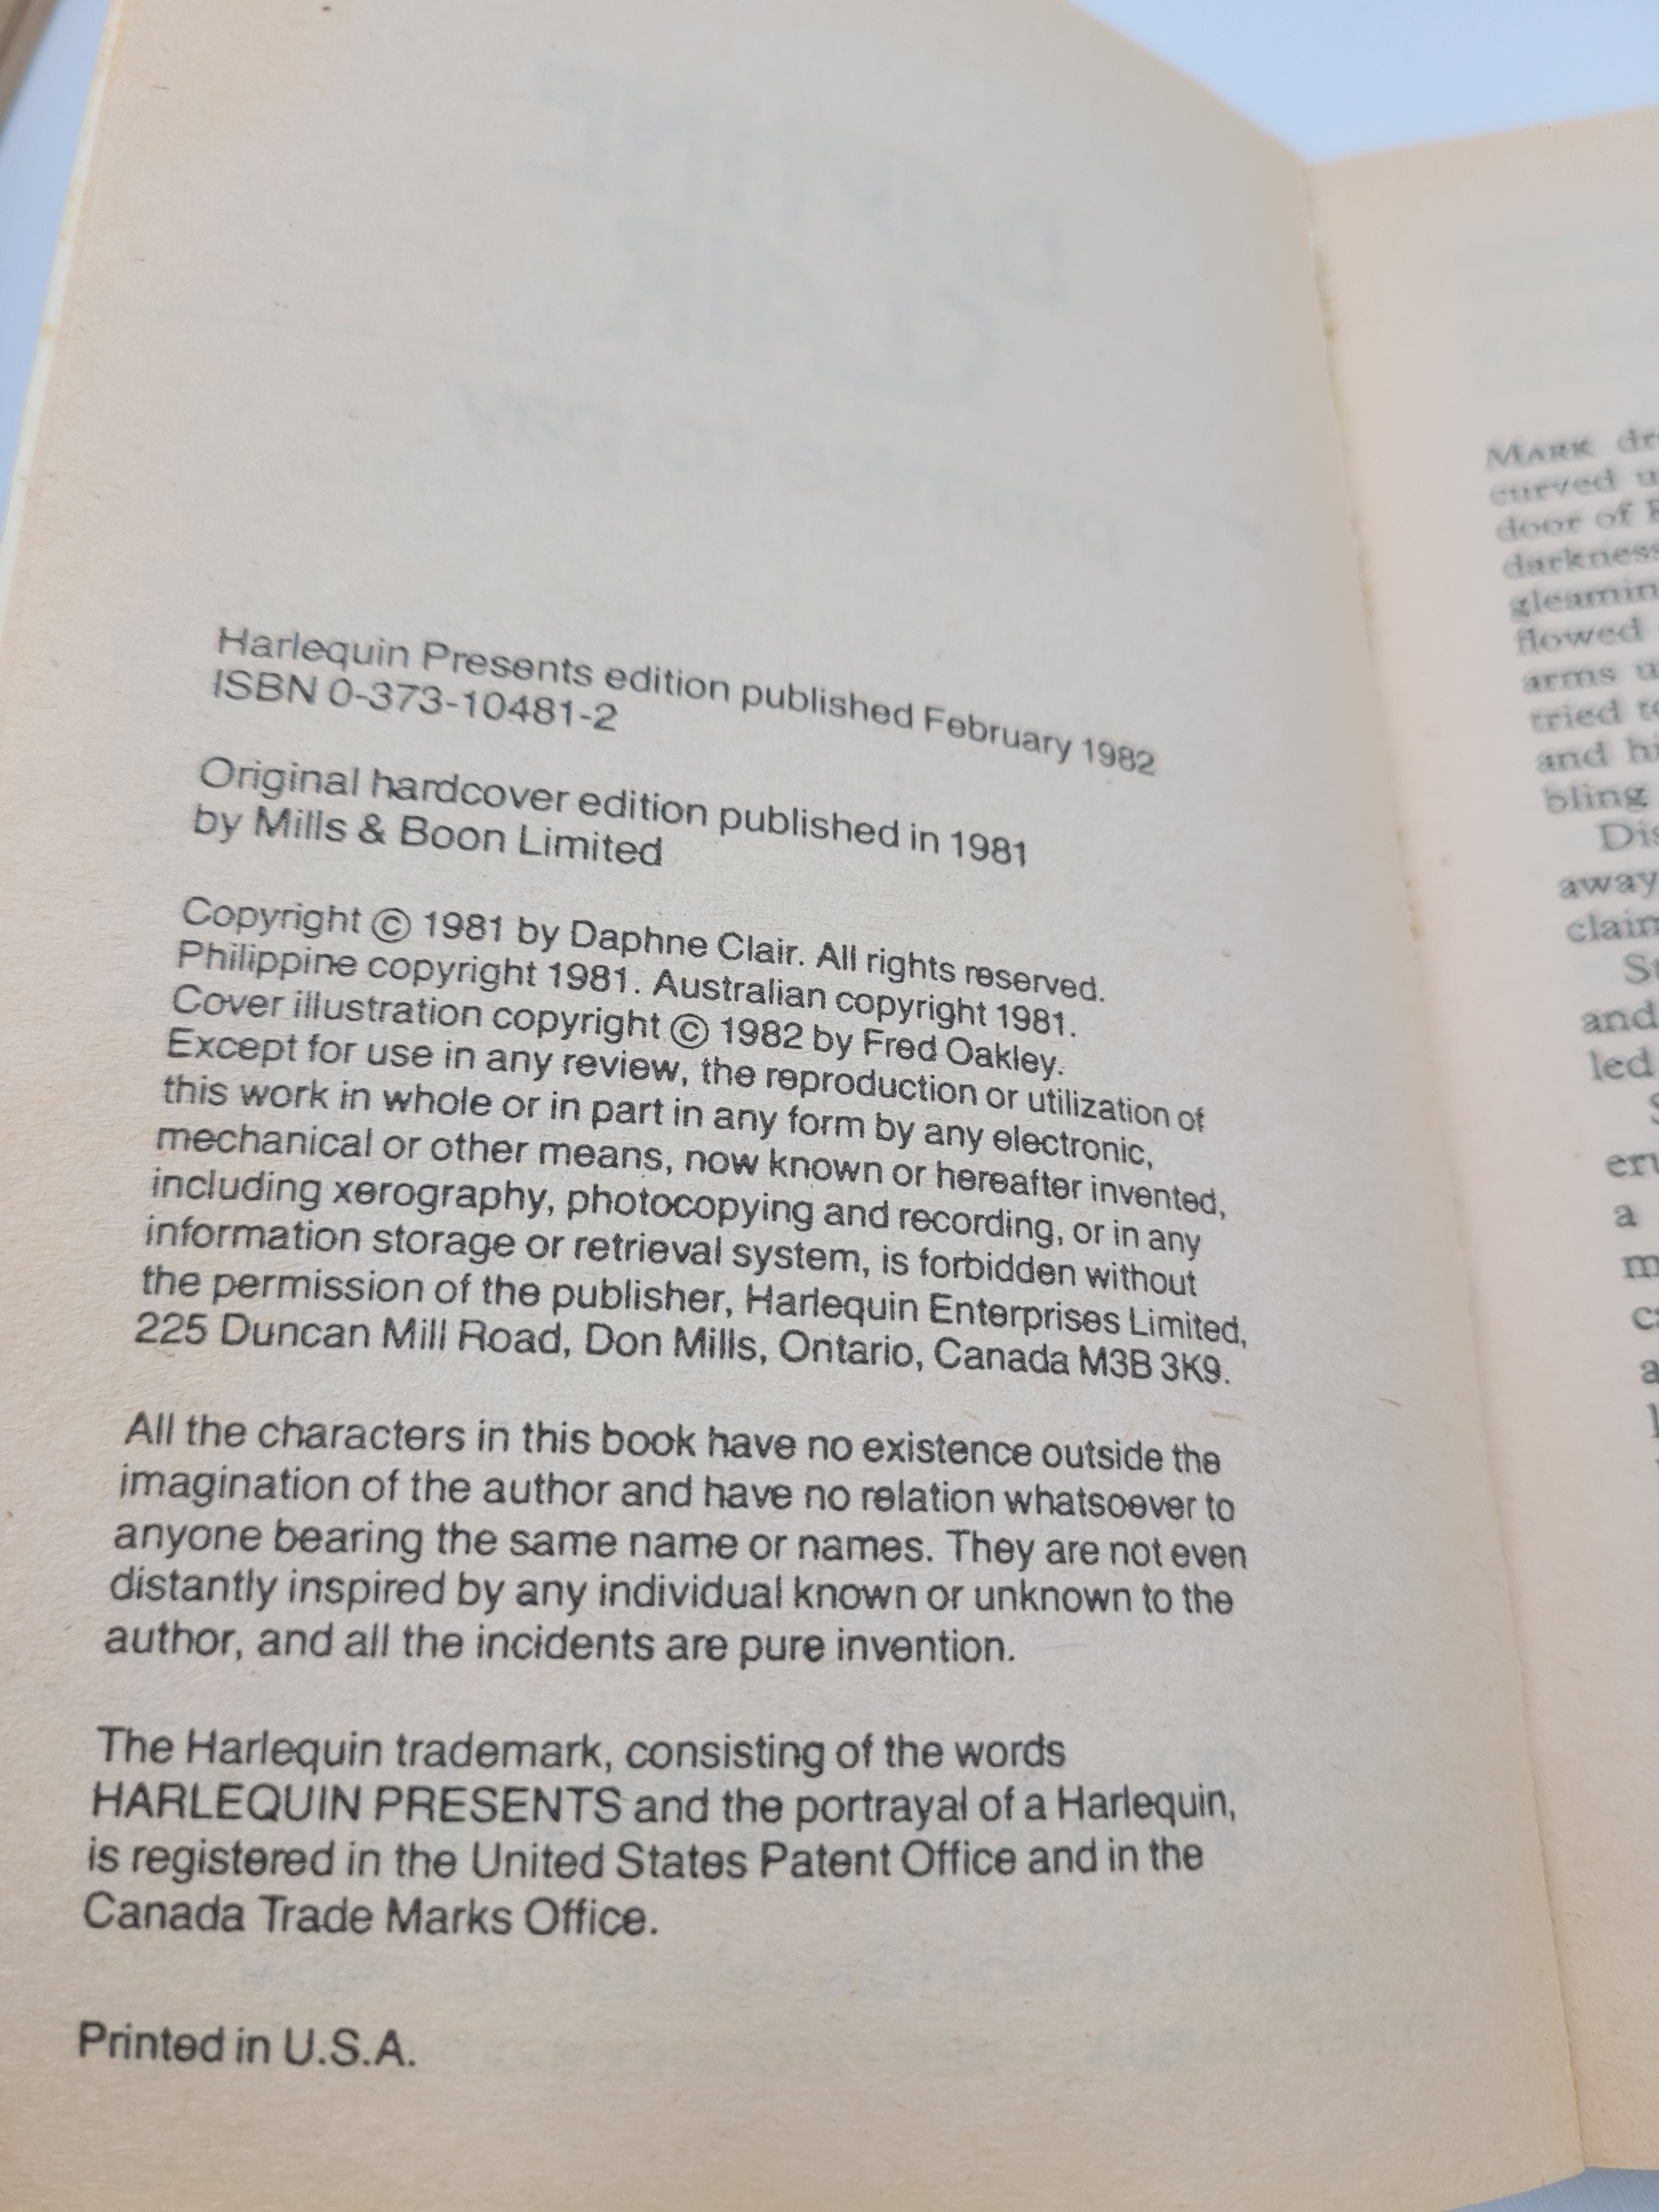 Harlequin Presents edition published February 1982
ISBN 0-373-10481-2
Original hardcover edition published in 1981
by Mills & Boon Limited
Copyright © 1981 by Daphne Clair. All rights reserved.
Philippine copyright 1981. Australian copyright 1981.
Cover illustration copyright © 1982 by Fred Oakley.
Except for use in any review, the reproduction or utilization of
this work in whole or in part in any form by any electronic,
mechanical or other means, now known or hereafter invented,
including xerography, photocopying and recording, or in any
information storage or retrieval system, is forbidden without
the permission of the publisher, Harlequin Enterprises Limited,
225 Duncan Mill Road, Don Mills, Ontario, Canada M3B 3K9.
All the characters in this book have no existence outside the
imagination of the author and have no relation whatsoever to
anyone bearing the same name or names. They are not even
distantly inspired by any individual known or unknown to the
author, and all the incidents are pure invention.
The Harlequin trademark, consisting of the words
HARLEQUIN PRESENTS and the portrayal of a Harlequin,
is registered in the United States Patent Office and in the
Canada Trade Marks Office.
Printed in U.S.A.
MARK
curved
door of
darkness
flowed
arms
tried
and
bling
away
and
led
a